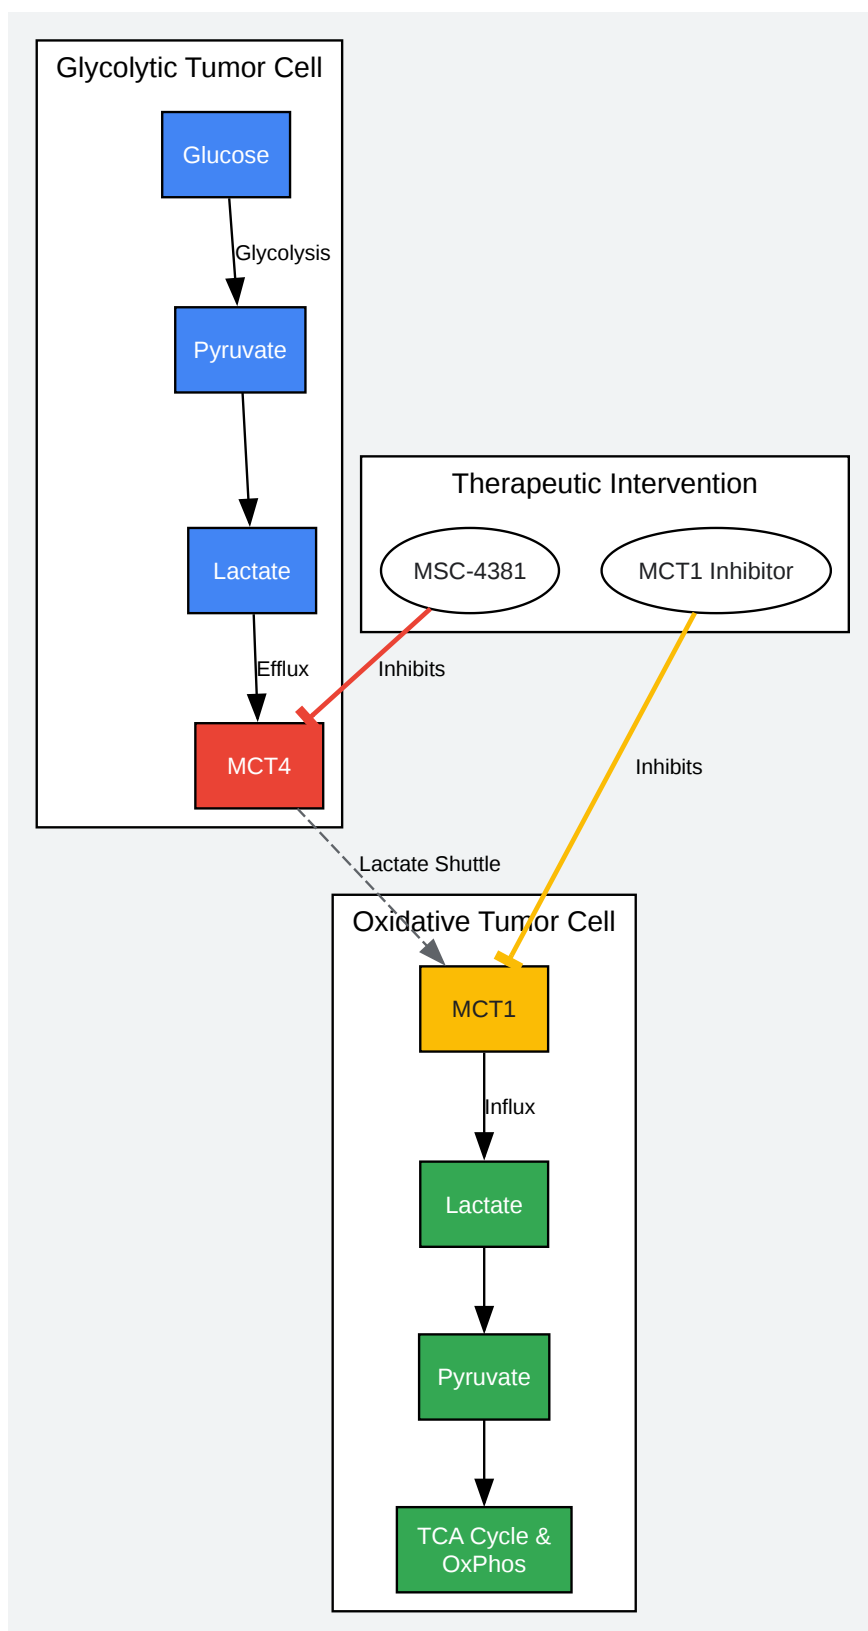 Glycolytic Tumor Cell
Glucose
Glycolysis
Pyruvate
Lactate
Efflux
MCT4
Therapeutic Intervention
MSC-4381
MCT1 Inhibitor
Inhibits
Inhibits
Lactate Shuttle
Oxidative Tumor Cell
MCT1
Influx
Lactate
Pyruvate
TCA Cycle &
OxPhos